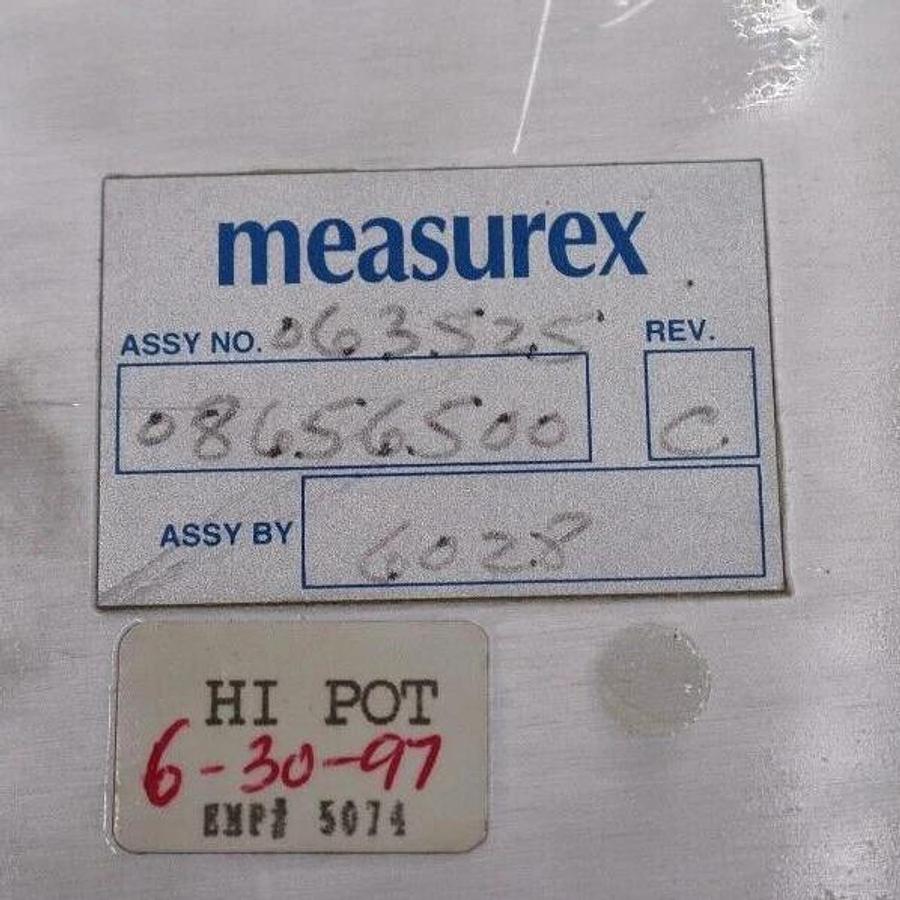 measurex
ASSY NO. 063525
REV.
08656500
C
ASSY BY 6028
HI POT
6-30-97
EMP# 5074